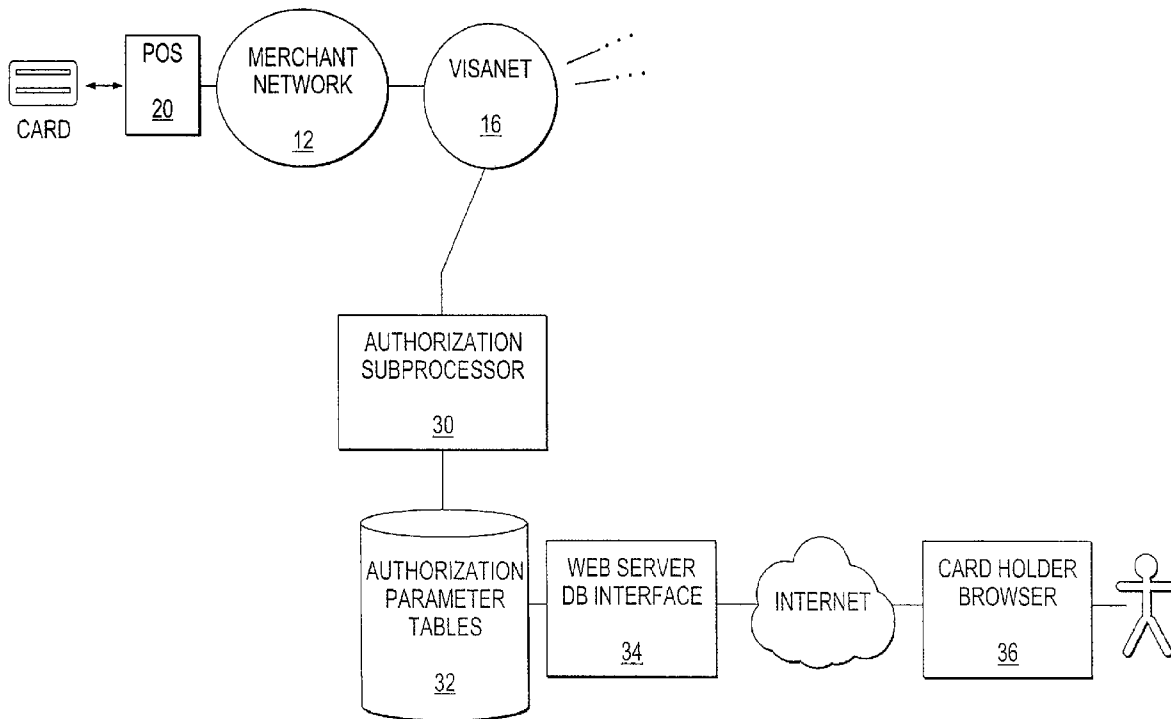 POS
20
CARD
MERCHANT
NETWORK
12
VISANET
16
AUTHORIZATION
SUBPROCESSOR
30
AUTHORIZATION
PARAMETER
TABLES
32
WEB SERVER
DB INTERFACE
34
INTERNET
CARD HOLDER
BROWSER
36